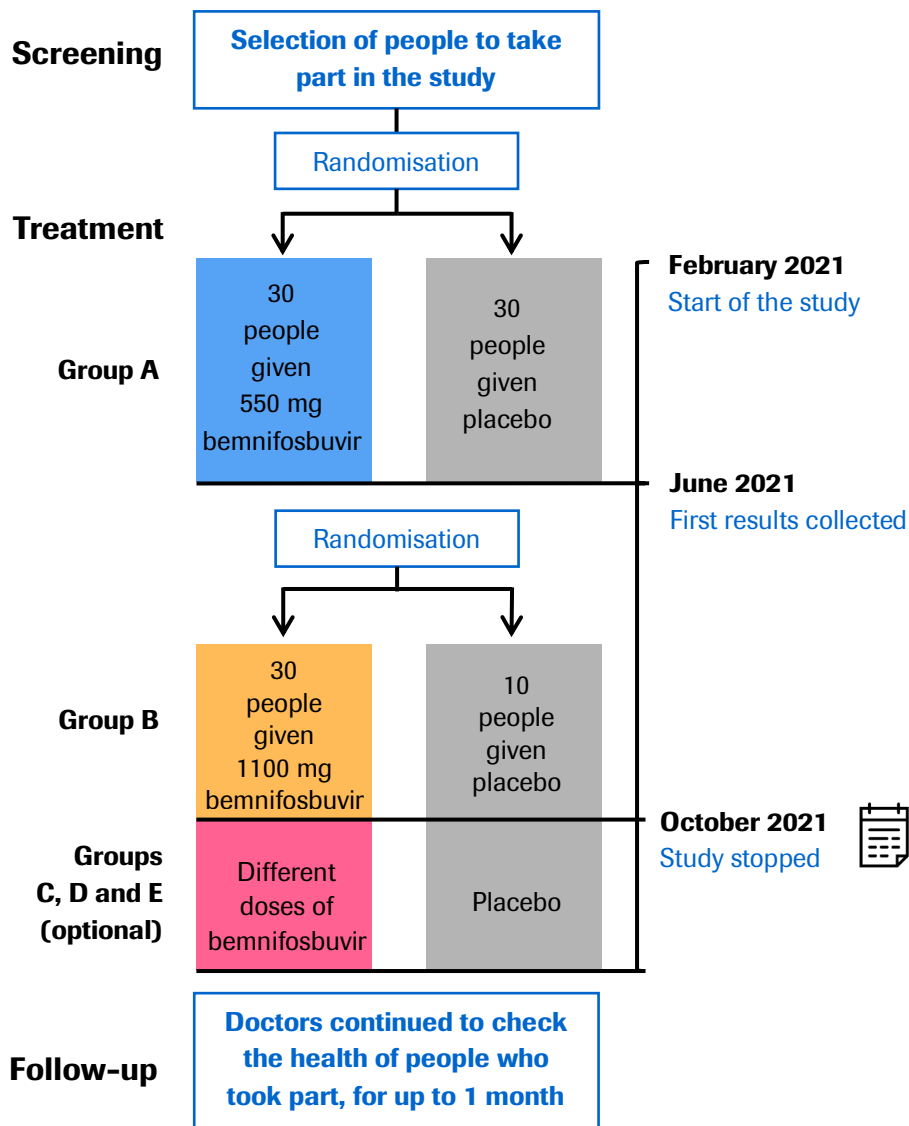 Screening
Selection of people to take
part in the study
Randomisation
Treatment
Group A
30
people
given
550 mg
bemnifosbuvir
30
people
given
placebo
February 2021
Start of the study
June 2021
First results collected
Randomisation
Group B
30
people
given
1100 mg
bemnifosbuvir
10
people
given
placebo
October 2021
Study stopped
Groups
C, D and E
(optional)
Different
doses of
bemnifosbuvir
Placebo
Follow-up
Doctors continued to check
the health of people who
took part, for up to 1 month